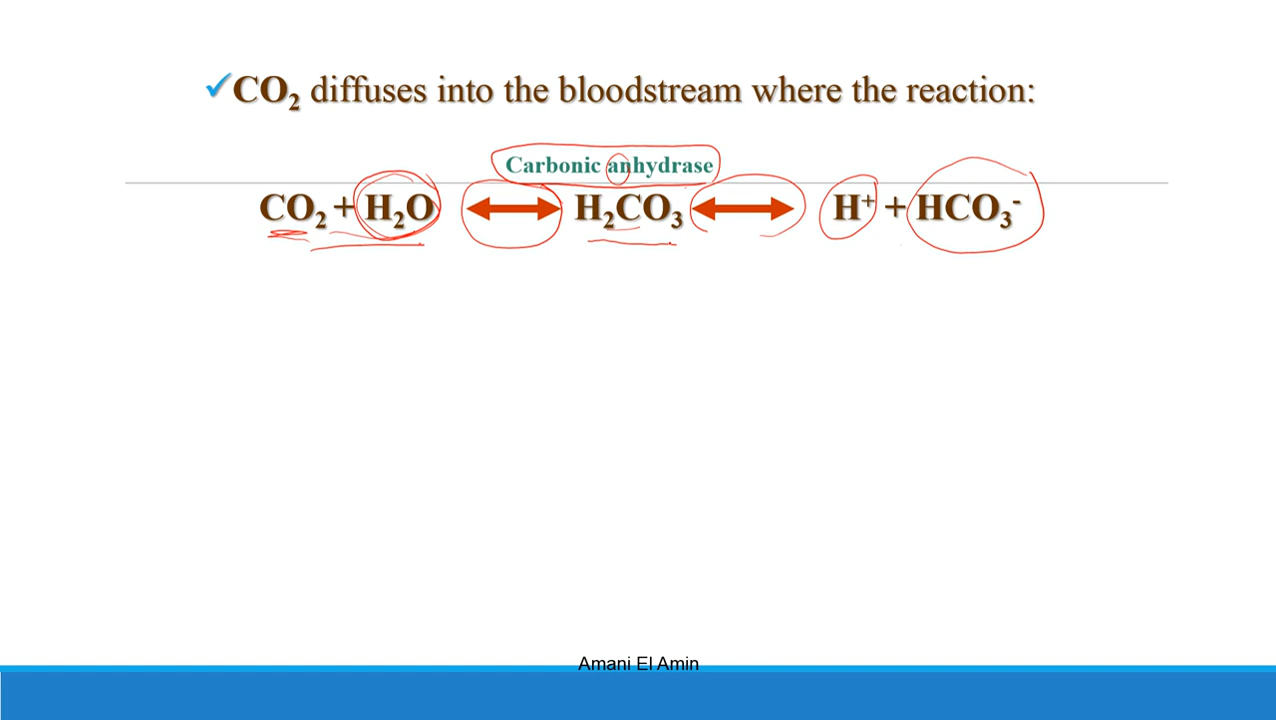 ✓CO₂ diffuses into the bloodstream where the reaction:
Carbonic anhydrase
CO₂ + H₂O ↔ H₂CO₃ ↔ H⁺ + HCO₃⁻
Amani El Amin